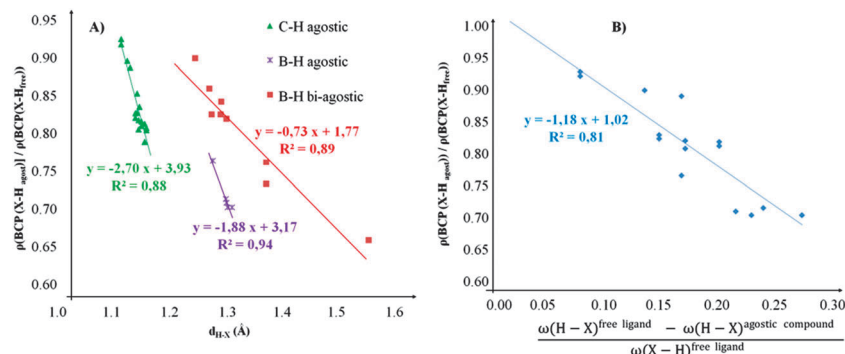 A)
0.95
0.90
0.85
0.80
0.75
0.70
0.65
0.60
ρ(BCP (X-H agost)] / ρ(BCP(X-Hfree))
C-H agostic
B-H agostic
B-H bi-agostic
y = -0,73 x + 1,77
R² = 0,89
y = -2,70 x + 3,93
R² = 0,88
y = -1,88 x + 3,17
R² = 0,94
1.0 1.1 1.2 1.3 1.4 1.5 1.6
dH-X (Å)
B)
1.00
0.95
0.90
0.85
0.80
0.75
0.70
0.65
0.60
ρ(BCP (X-H agost)) / ρ(BCP(X-Hfree))
y = -1,18 x + 1,02
R² = 0,81
0.00 0.05 0.10 0.15 0.20 0.25 0.30
ω(H − X)free ligand − ω(H − X)agostic compound
ω(X − H)free ligand